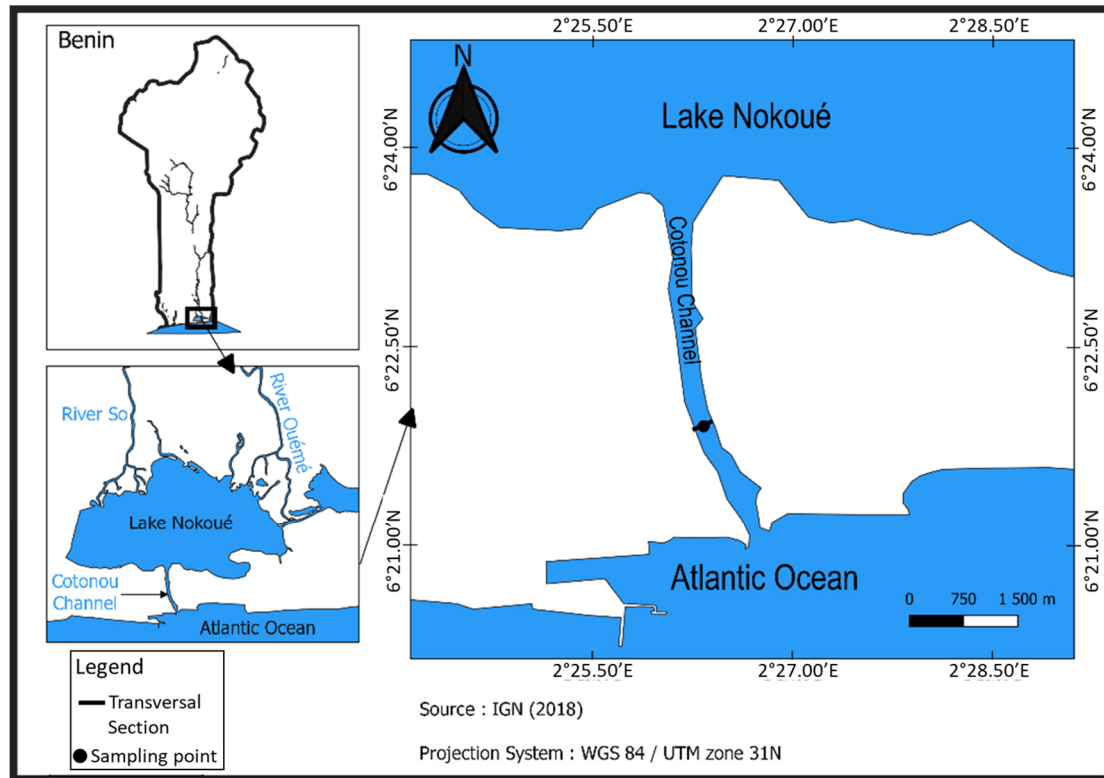 Benin
River So
River Ouémé
Lake Nokoué
Cotonou
Channel
Atlantic Ocean
Legend
Transversal
Section
Sampling point
2°25.50’E 2°27.00’E 2°28.50’E
N
Lake Nokoué
6°24.00’N 6°24.00’N
Cotonou Channel
6°22.50’N 6°22.50’N
6°21.00’N 6°21.00’N
Atlantic Ocean
0 750 1 500 m
2°25.50’E 2°27.00’E 2°28.50’E
Source : IGN (2018)
Projection System : WGS 84 / UTM zone 31N